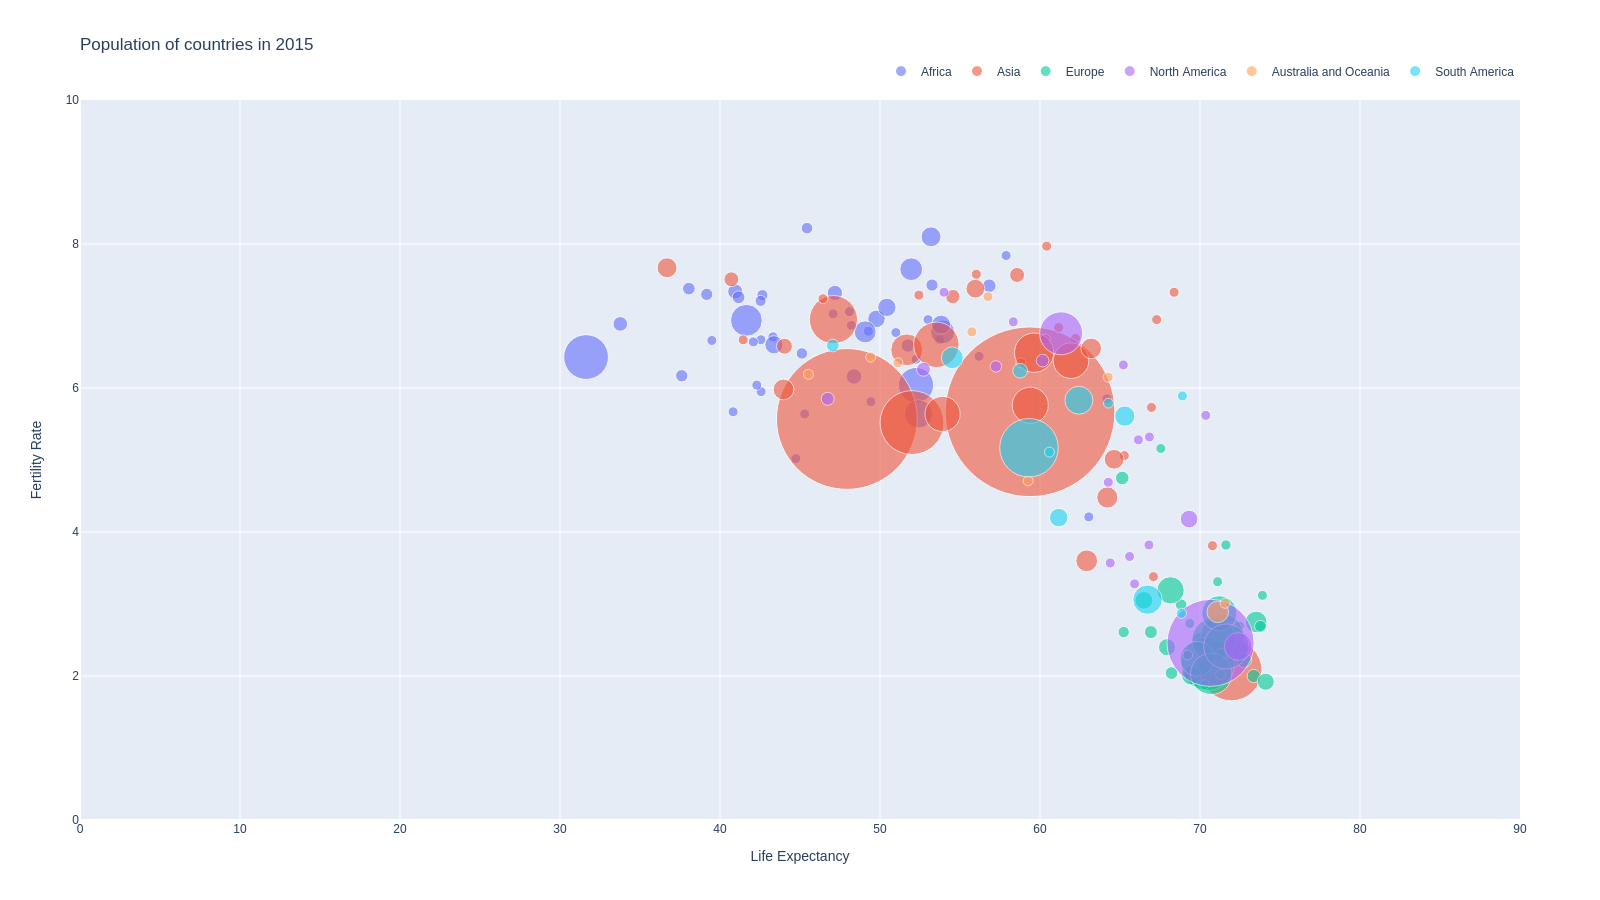 Population of countries in 2015
Africa Asia Europe North America Australia and Oceania South America
10
8
6
4
2
0
Fertility Rate
0 10 20 30 40 50 60 70 80 90
Life Expectancy